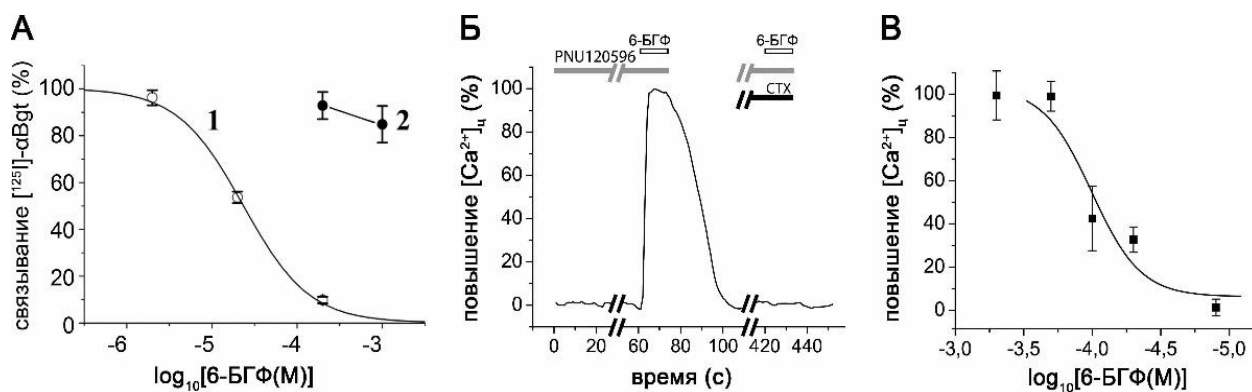 А
связывание [¹²⁵I]-αBgt (%)
100
80
60
40
20
0
1
2
-6
-5
-4
-3
-2
log₁₀[6-БГФ(М)]
Б
повышение [Ca²⁺]ц (%)
6-БГФ
PNU120596
6-БГФ
CTX
100
80
60
40
20
0
0
20
60
80
100
420
440
время (с)
В
повышение [Ca²⁺]ц (%)
100
80
60
40
20
0
-3,0
-3,5
-4,0
-4,5
-5,0
log₁₀[6-БГФ(М)]